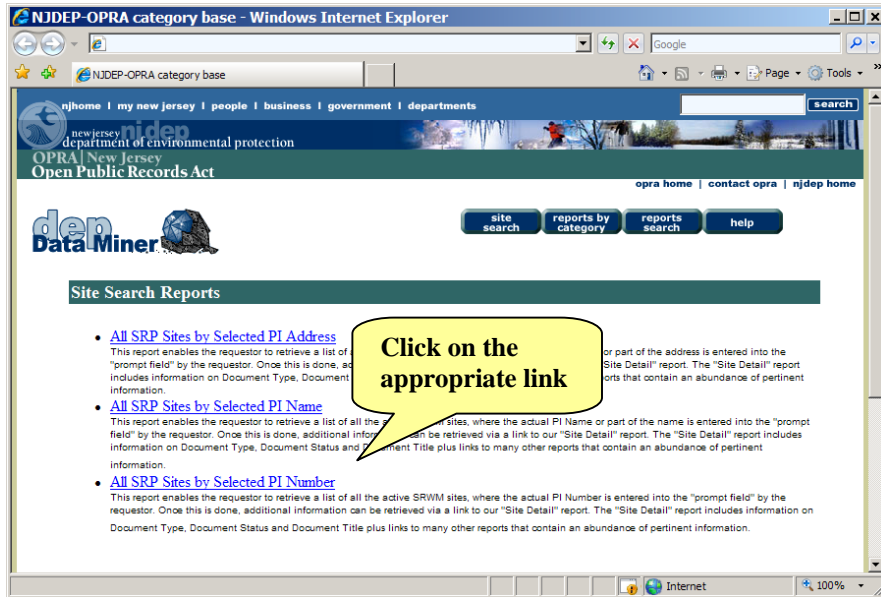 NJDEP-OPRA category base - Windows Internet Explorer
Google
NJDEP-OPRA category base
Page Tools
njhome | my new jersey | people | business | government | departments
search
newjersey njdep
department of environmental protection
OPRA| New Jersey
Open Public Records Act
opra home | contact opra | njdep home
dep
Data Miner
site search
reports by category
reports search
help
Site Search Reports
All SRP Sites by Selected PI Address
This report enables the requestor to retrieve a list of a or part of the address is entered into the
"prompt field" by the requestor. Once this is done, ad Site Detail" report. The "Site Detail" report
includes information on Document Type, Document rts that contain an abundance of pertinent
information.
Click on the
appropriate link
All SRP Sites by Selected PI Name
This report enables the requestor to retrieve a list of all the a M sites, where the actual PI Name or part of the name is entered into the "prompt
field" by the requestor. Once this is done, additional infor n be retrieved via a link to our "Site Detail" report. The "Site Detail" report includes
information on Document Type, Document Status and D ment Title plus links to many other reports that contain an abundance of pertinent
information.
All SRP Sites by Selected PI Number
This report enables the requestor to retrieve a list of all the active SRWM sites, where the actual PI Number is entered into the "prompt field" by the
requestor. Once this is done, additional information can be retrieved via a link to our "Site Detail" report. The "Site Detail" report includes information on
Document Type, Document Status and Document Title plus links to many other reports that contain an abundance of pertinent information.
Internet
100%